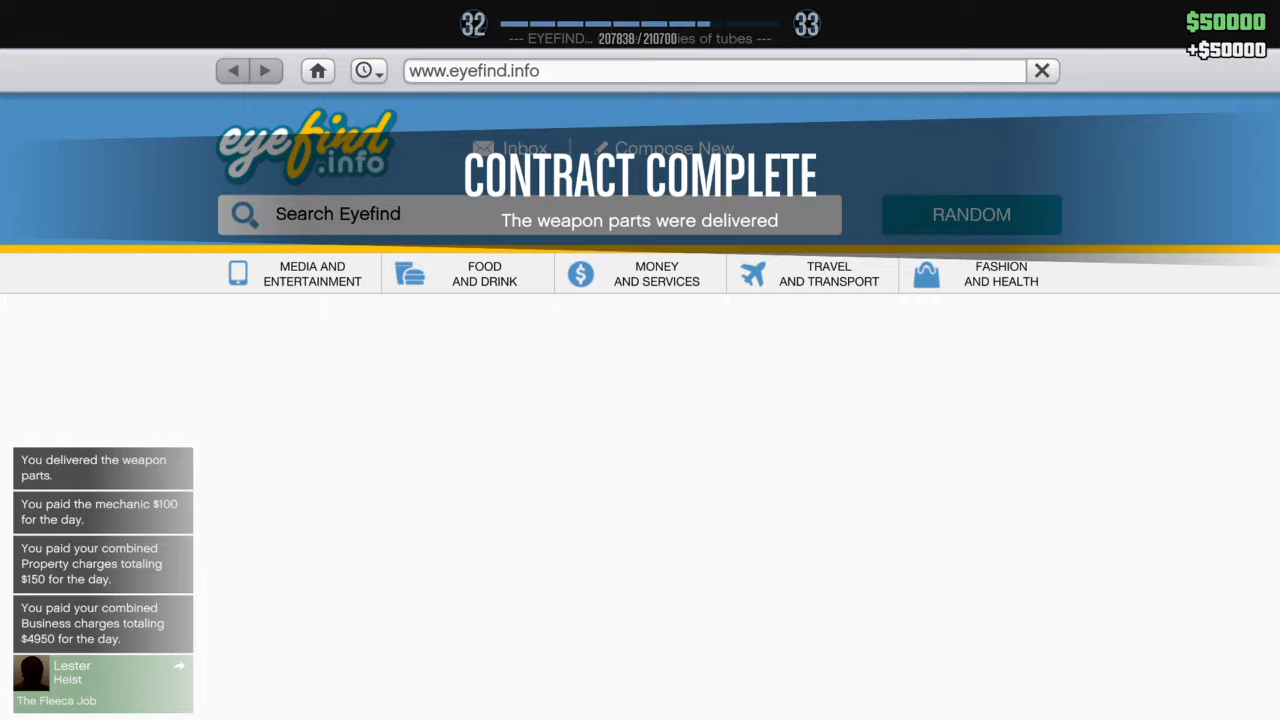 32
33
--- EYEFIND... 207838/210700ies of tubes ---
$50000
+$50000
www.eyefind.info
eyefind
.info
Inbox | Compose New
CONTRACT COMPLETE
Search Eyefind
The weapon parts were delivered
RANDOM
MEDIA AND
ENTERTAINMENT
FOOD
AND DRINK
MONEY
AND SERVICES
TRAVEL
AND TRANSPORT
FASHION
AND HEALTH
You delivered the weapon
parts.
You paid the mechanic $100
for the day.
You paid your combined
Property charges totaling
$150 for the day.
You paid your combined
Business charges totaling
$4950 for the day.
Lester
Heist
The Fleeca Job